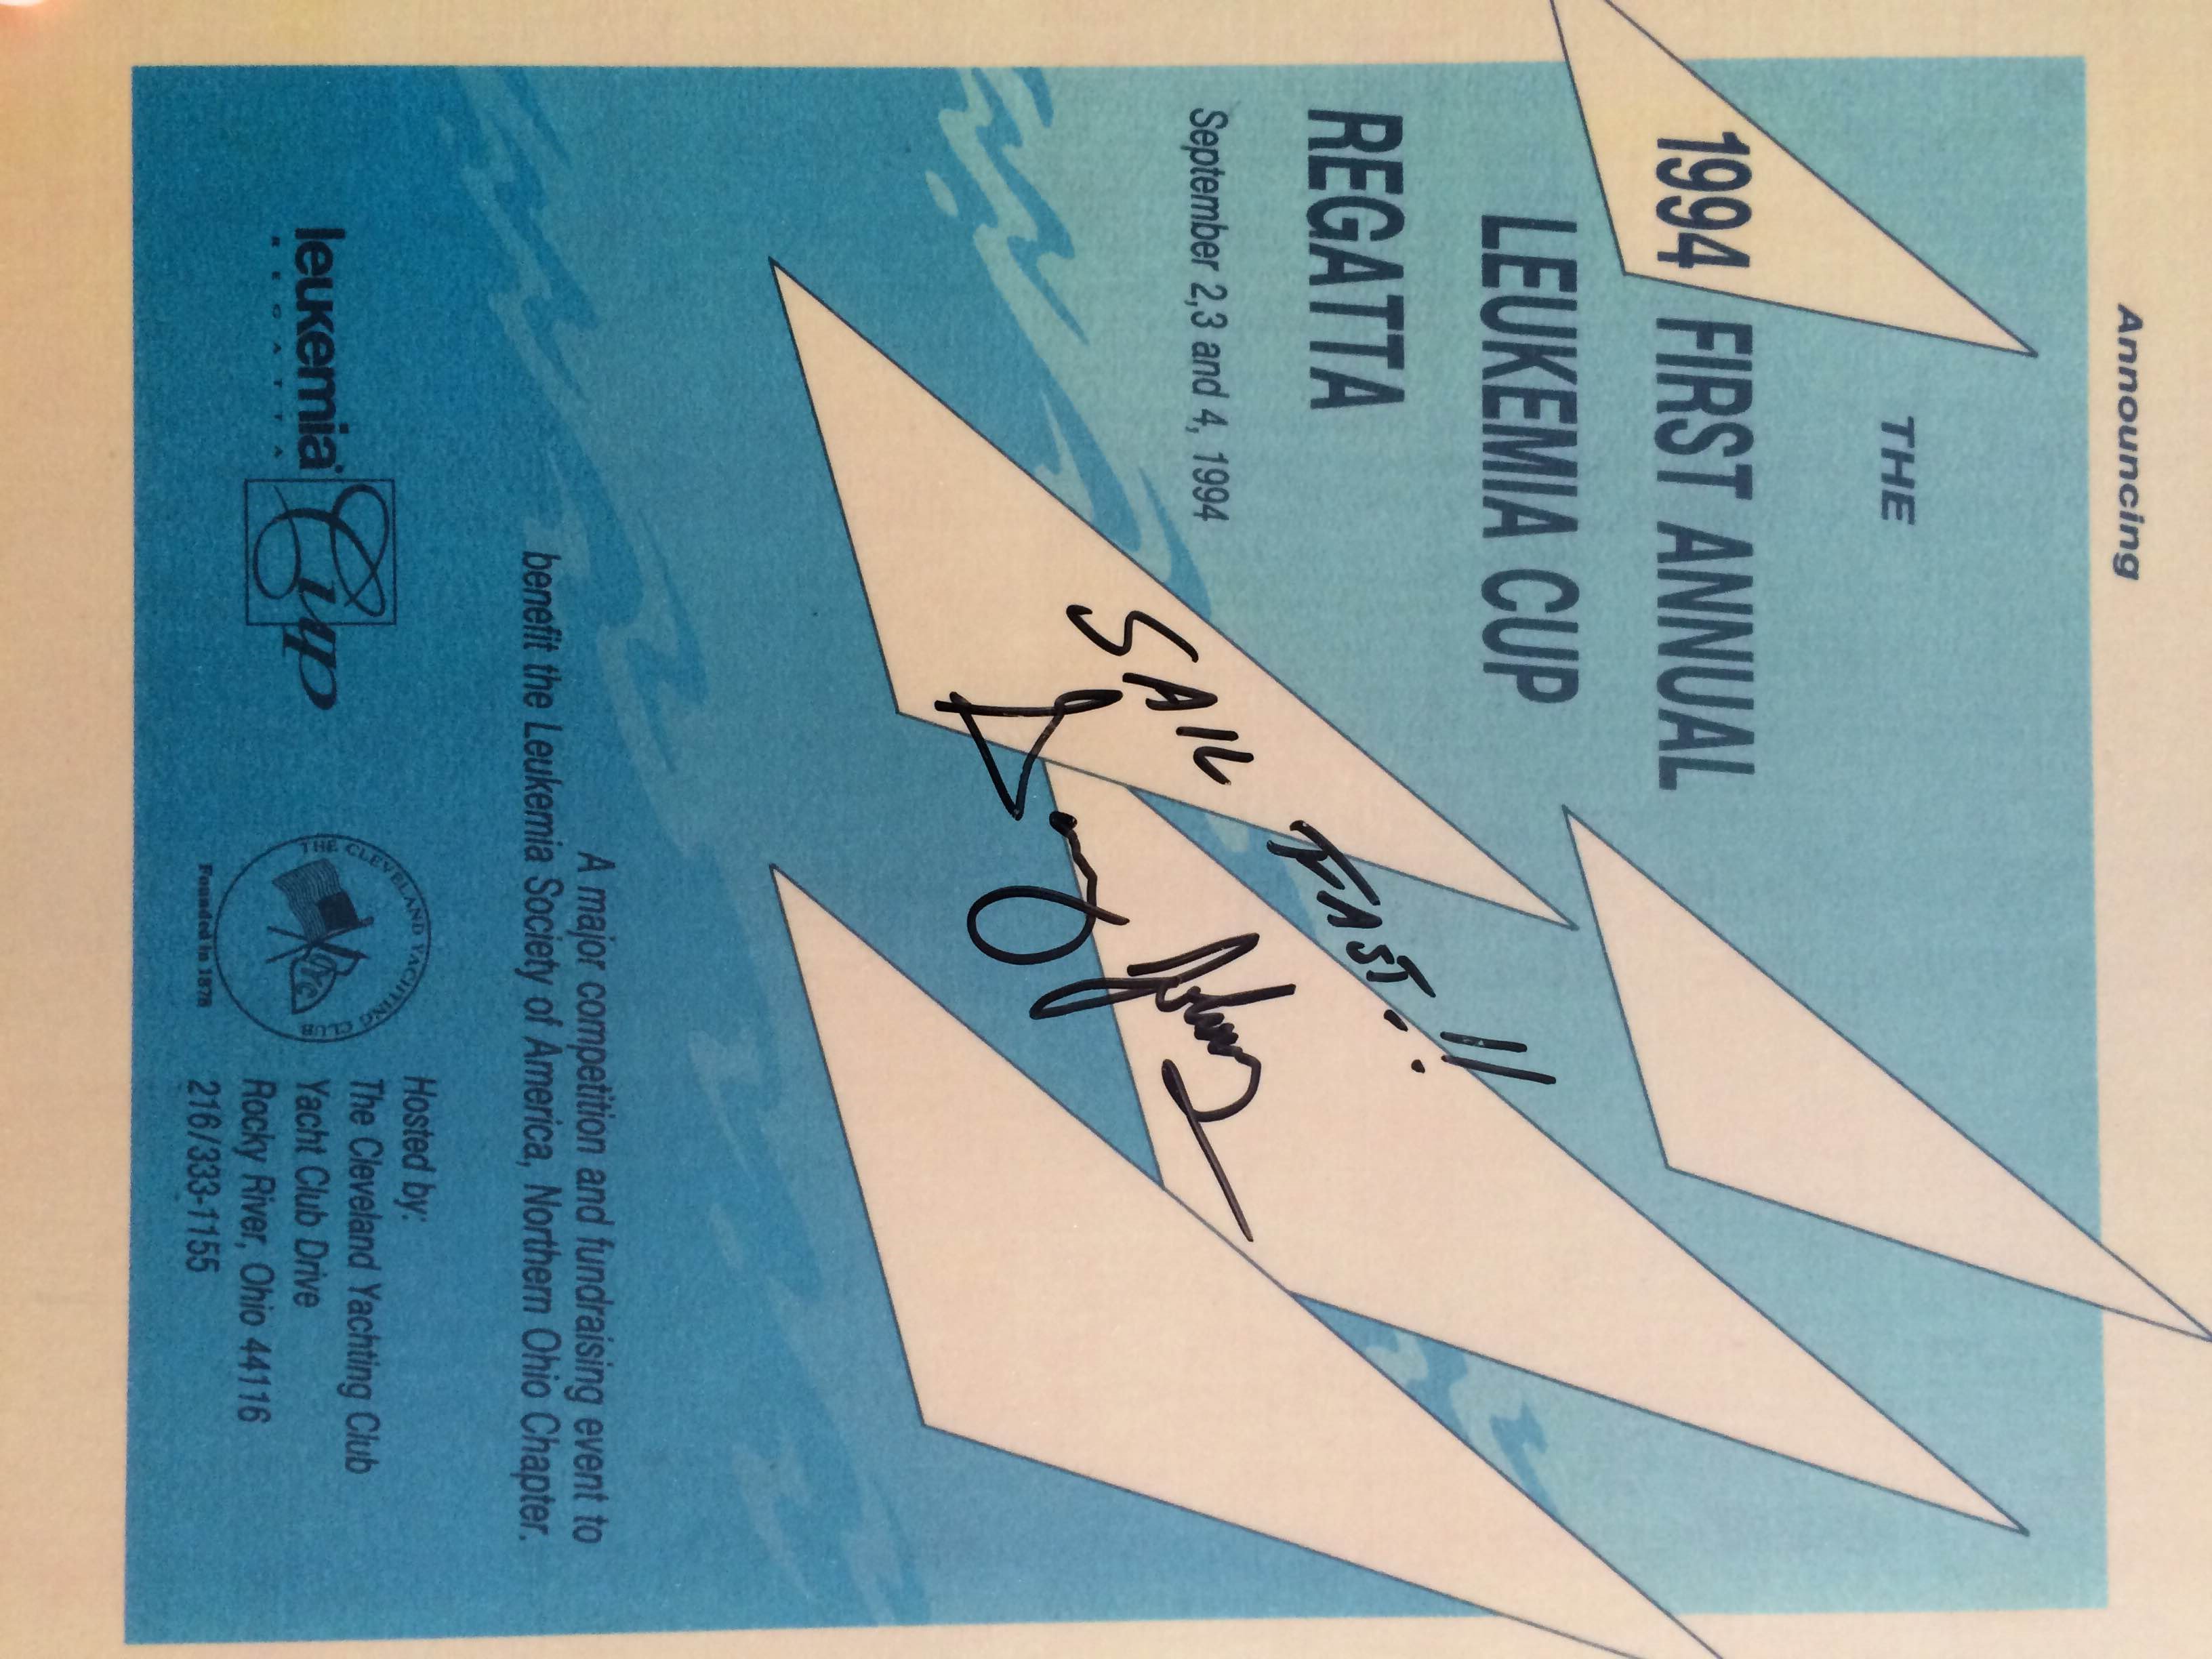 Announcing
THE
1994 FIRST ANNUAL
LEUKEMIA CUP
REGATTA
September 2,3 and 4, 1994
SAIL FAST!!
A major competition and fundraising event to
benefit the Leukemia Society of America, Northern Ohio Chapter.
leukemia Cup
REGATTA
THE CLEVELAND YACHTING CLUB
CYC
Founded in 1878
Hosted by:
The Cleveland Yachting Club
Yacht Club Drive
Rocky River, Ohio 44116
216/333-1155